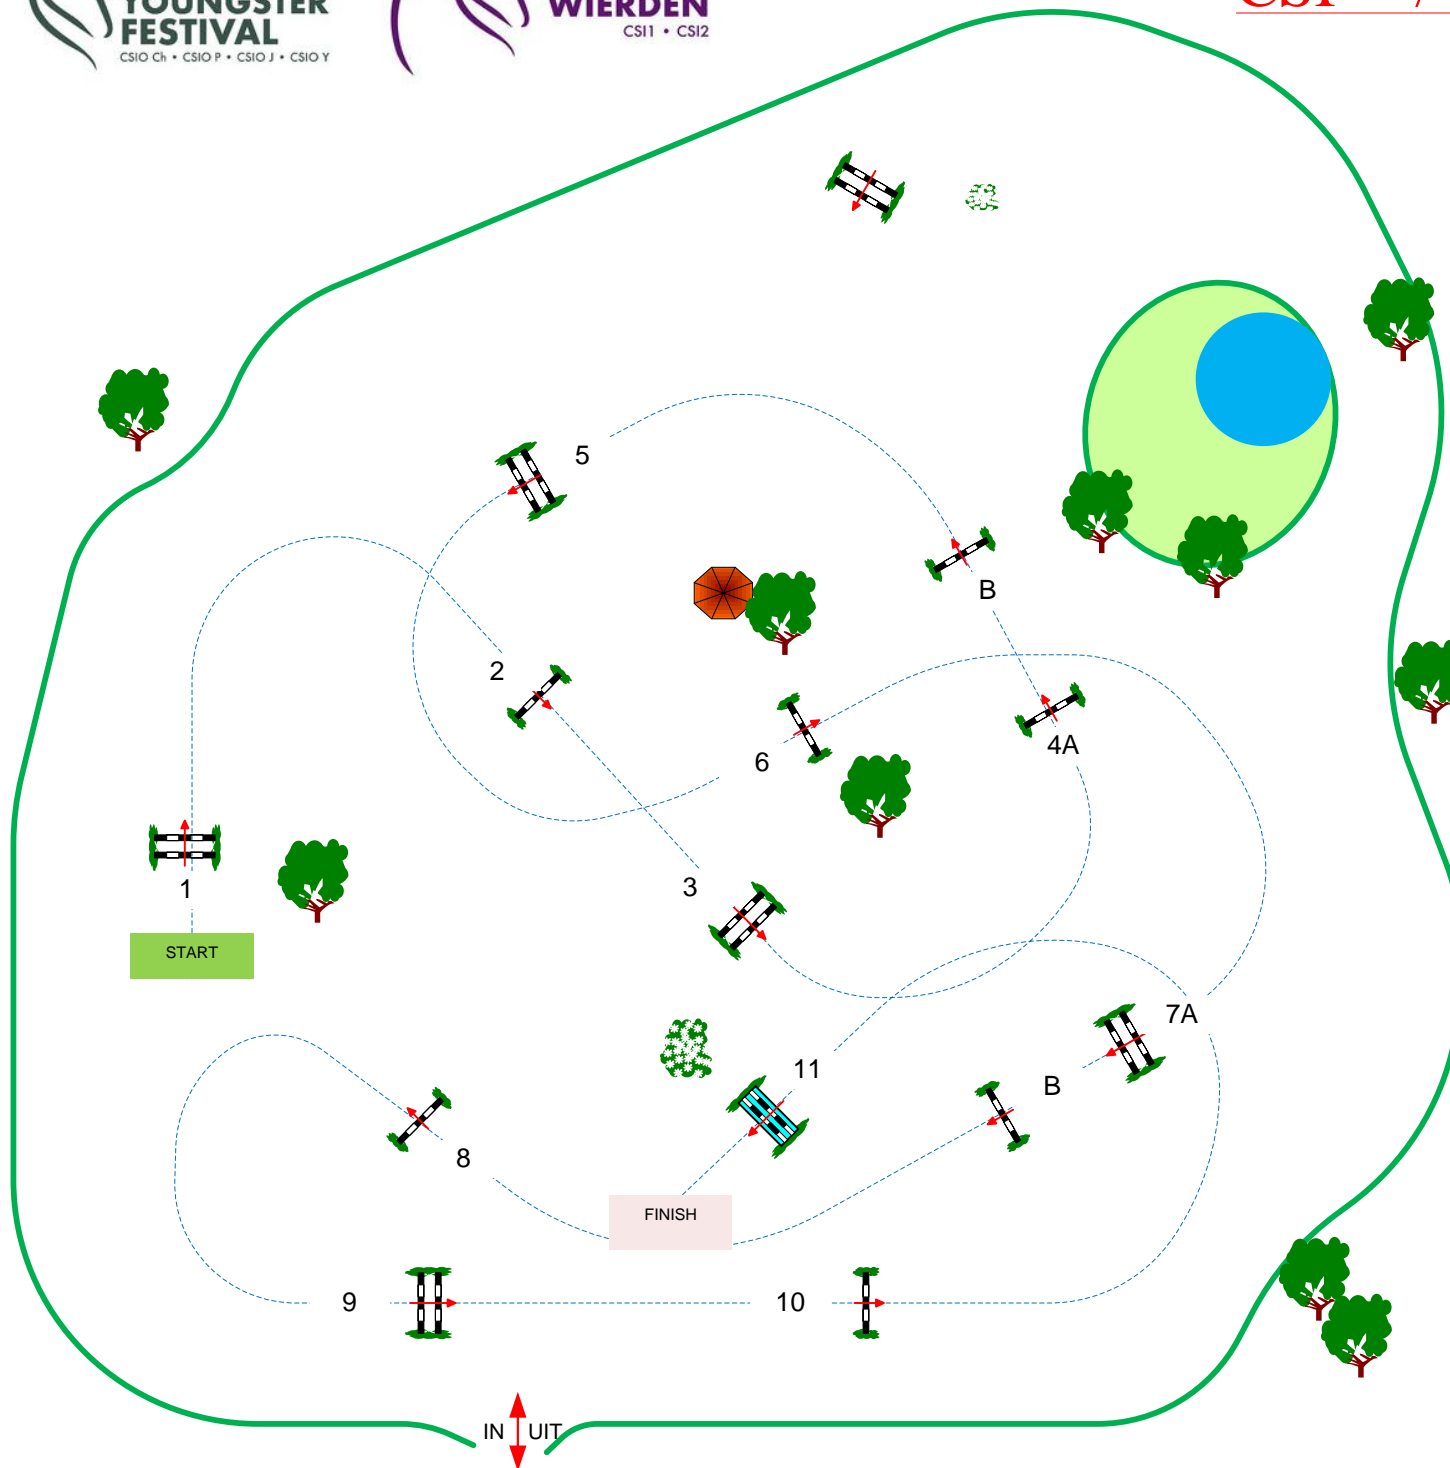 YOUNGSTER
FESTIVAL
CSIO Ch • CSIO P • CSIO J • CSIO Y
WIERDEN
CSI1 • CSI2
5
B
2
6
4A
1
3
START
7A
11
B
8
FINISH
9
10
IN
UIT